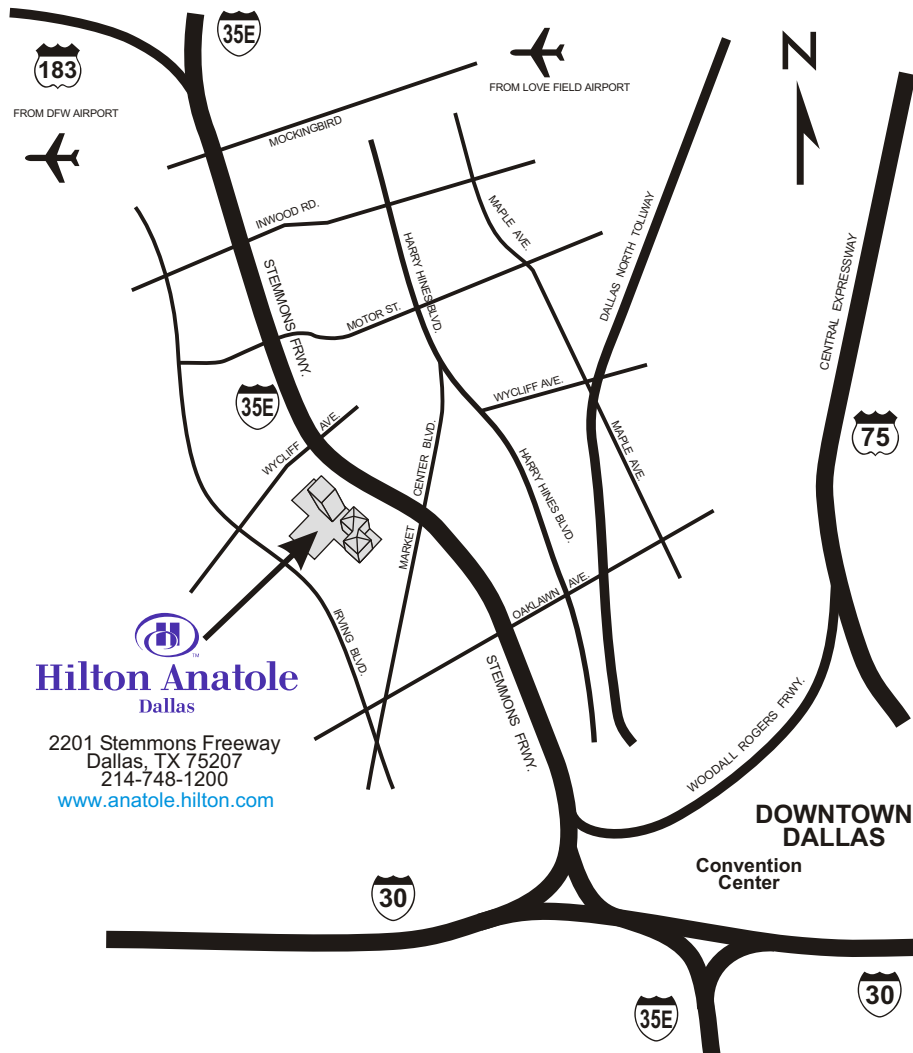 35E
183
FROM DFW AIRPORT
FROM LOVE FIELD AIRPORT
N
MOCKINGBIRD
INWOOD RD.
MAPLE AVE.
HARRY HINES BLVD.
DALLAS NORTH TOLLWAY
CENTRAL EXPRESSWAY
STEMMONS FRWY.
MOTOR ST.
35E
WYCLIFF AVE.
WYCLIFF AVE.
75
MAPLE AVE.
MARKET CENTER BLVD.
HARRY HINES BLVD.
OAKLAWN AVE.
IRVING BLVD.
STEMMONS FRWY.
WOODALL ROGERS FRWY.
H
TM
Hilton Anatole
Dallas
2201 Stemmons Freeway
Dallas, TX 75207
214-748-1200
www.anatole.hilton.com
DOWNTOWN
DALLAS
Convention
Center
30
30
35E